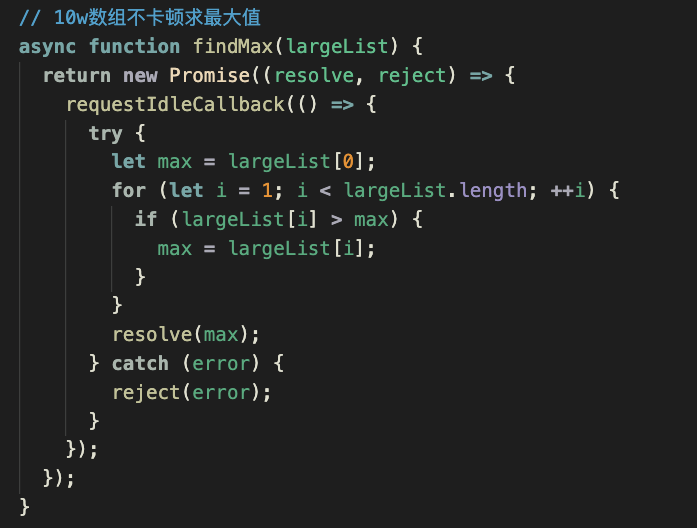 // 10w数组不卡顿求最大值
async function findMax(largeList) {
  return new Promise((resolve, reject) => {
    requestIdleCallback(() => {
      try {
        let max = largeList[0];
        for (let i = 1; i < largeList.length; ++i) {
          if (largeList[i] > max) {
            max = largeList[i];
          }
        }
        resolve(max);
      } catch (error) {
        reject(error);
      }
    });
  });
}